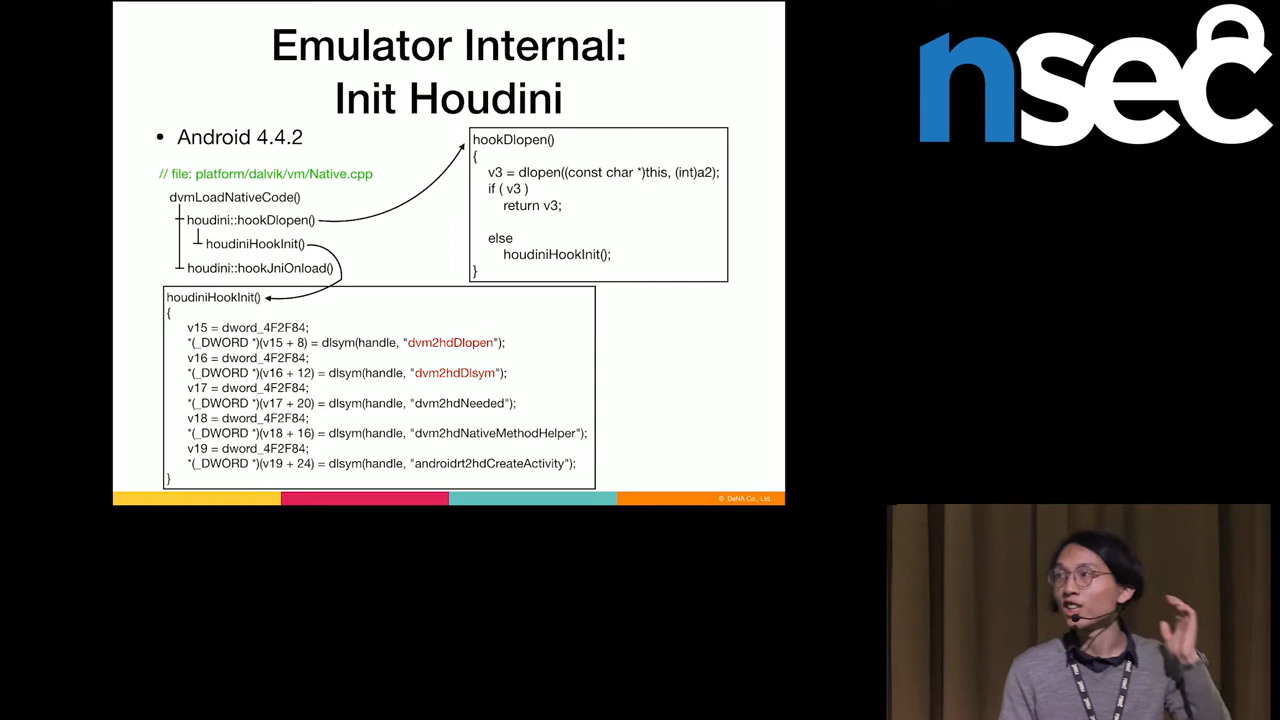 Emulator Internal:
Init Houdini
• Android 4.4.2
// file: platform/dalvik/vm/Native.cpp
dvmLoadNativeCode()
houdini::hookDlopen()
houdiniHookInit()
houdini::hookJniOnload()
hookDlopen()
{
v3 = dlopen((const char *)this, (int)a2);
if ( v3 )
return v3;
else
houdiniHookInit();
}
houdiniHookInit()
{
v15 = dword_4F2F84;
*(_DWORD *)(v15 + 8) = dlsym(handle, "dvm2hdDlopen");
v16 = dword_4F2F84;
*(_DWORD *)(v16 + 12) = dlsym(handle, "dvm2hdDlsym");
v17 = dword_4F2F84;
*(_DWORD *)(v17 + 20) = dlsym(handle, "dvm2hdNeeded");
v18 = dword_4F2F84;
*(_DWORD *)(v18 + 16) = dlsym(handle, "dvm2hdNativeMethodHelper");
v19 = dword_4F2F84;
*(_DWORD *)(v19 + 24) = dlsym(handle, "androidrt2hdCreateActivity");
}
© DeNA Co., Ltd.
nsec